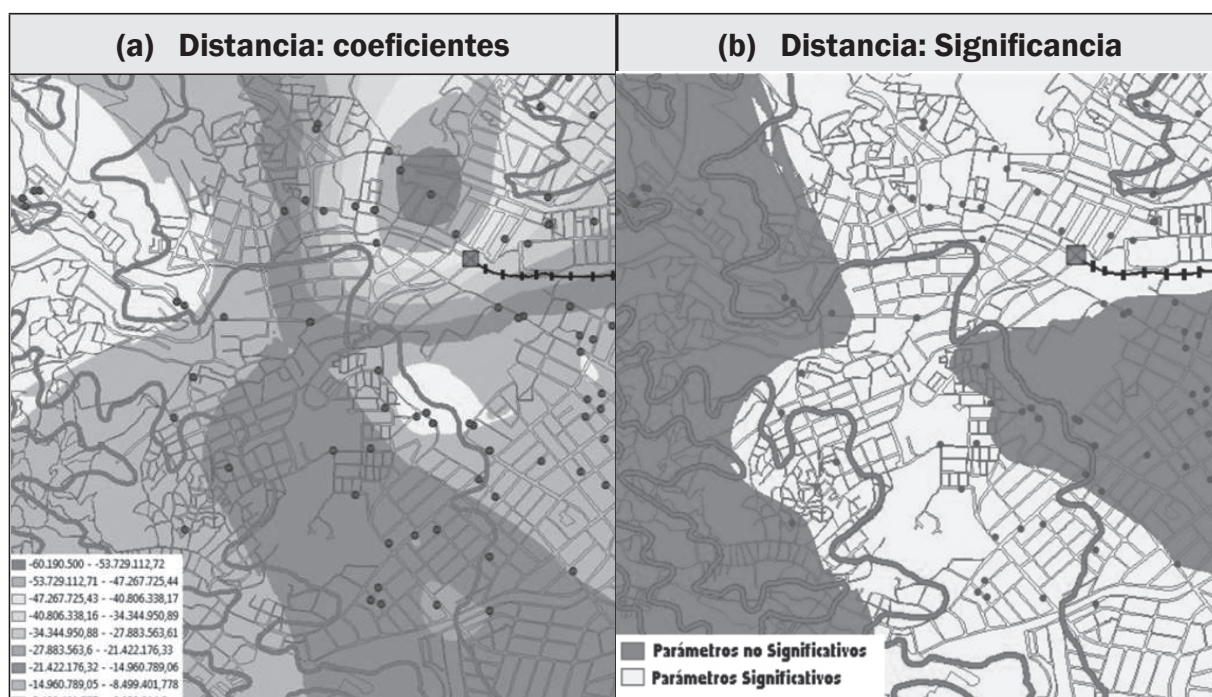 (a) Distancia: coeficientes
(b) Distancia: Significancia
-60.190.500 - -53.729.112,72
-53.729.112,71 - -47.267.725,44
-47.267.725,43 - -40.806.338,17
-40.806.338,16 - -34.344.950,89
-34.344.950,88 - -27.883.563,61
-27.883.563,6 - -21.422.176,33
-21.422.176,32 - -14.960.789,06
-14.960.789,05 - -8.499.401,778
Parámetros no Significativos
Parámetros Significativos